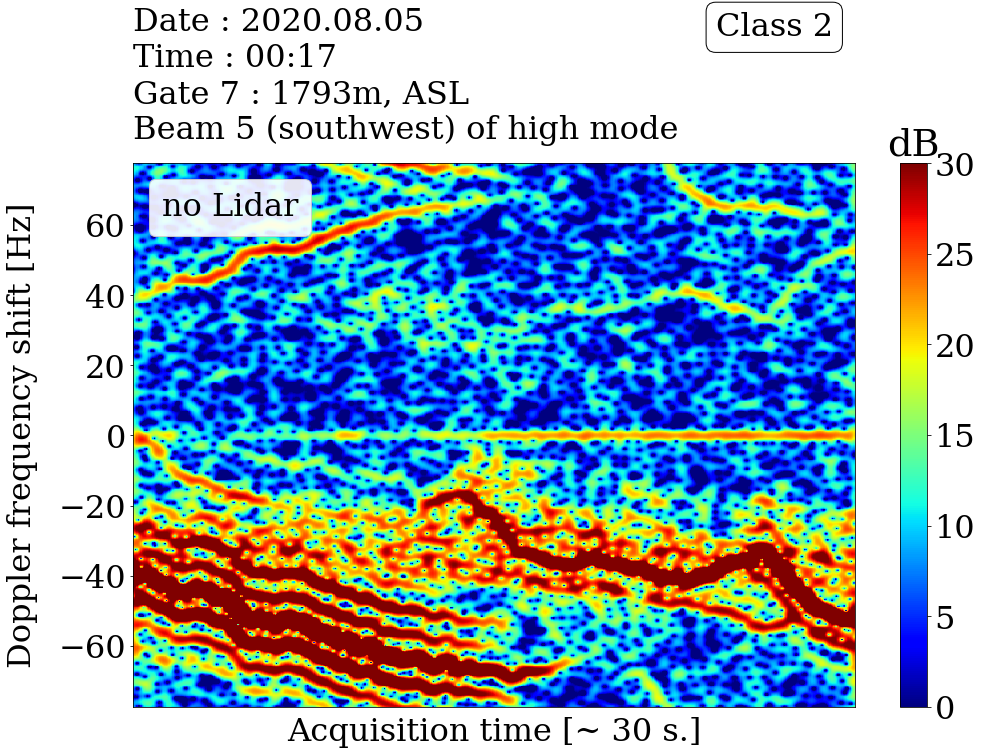 Date : 2020.08.05
Time : 00:17
Gate 7 : 1793m, ASL
Beam 5 (southwest) of high mode
Class 2
dB
no Lidar
Doppler frequency shift [Hz]
60
40
20
0
−20
−40
−60
30
25
20
15
10
5
0
Acquisition time [~ 30 s.]